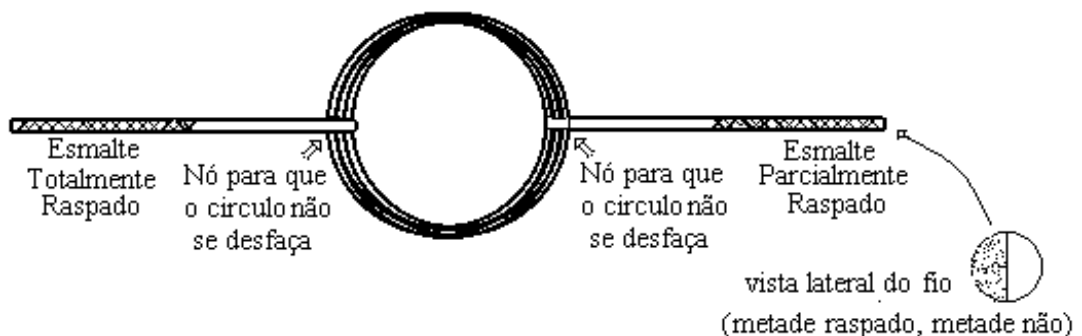 Esmalte
Totalmente
Raspado
Nó para que
o circulo não
se desfaça
Nó para que
o circulo não
se desfaça
Esmalte
Parcialmente
Raspado
vista lateral do fio
(metade raspado, metade não)